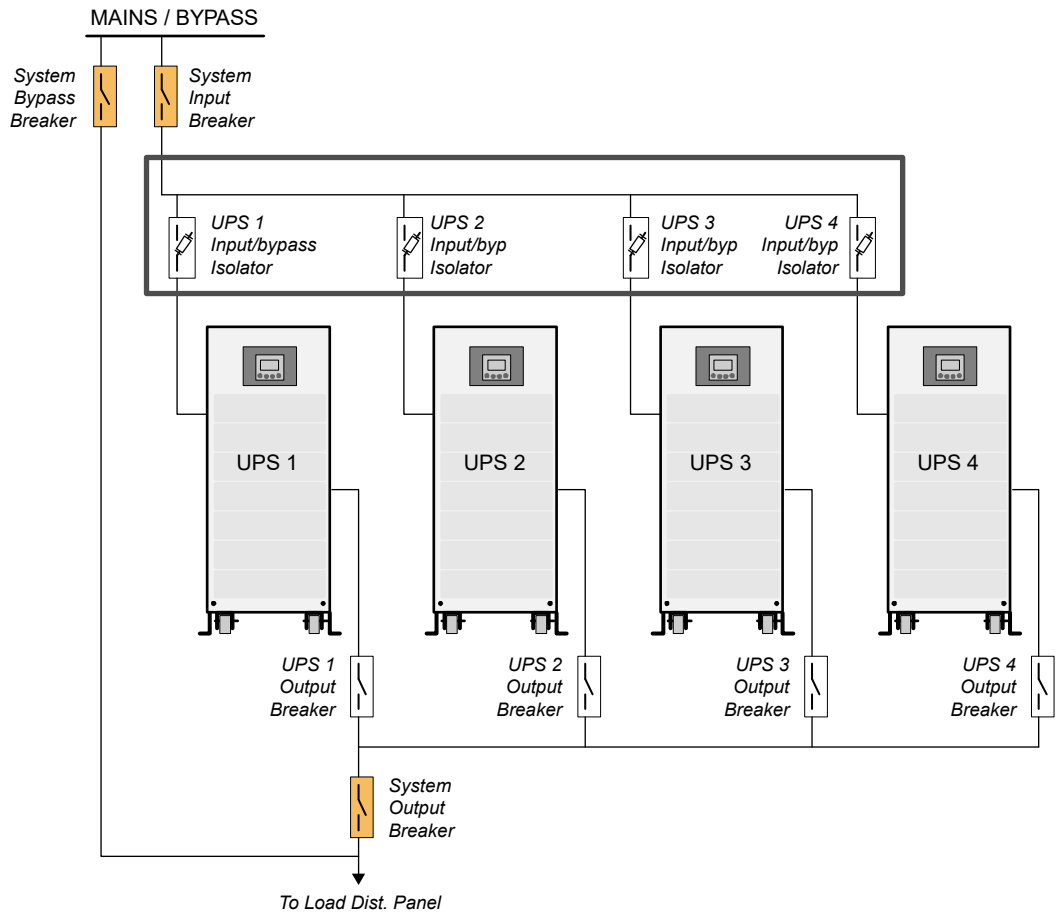 MAINS / BYPASS
System
Bypass
Breaker
System
Input
Breaker
UPS 1
Input/bypass
Isolator
UPS 2
Input/byp
Isolator
UPS 3
Input/byp
Isolator
UPS 4
Input/byp
Isolator
UPS 1
UPS 2
UPS 3
UPS 4
UPS 1
Output
Breaker
UPS 2
Output
Breaker
UPS 3
Output
Breaker
UPS 4
Output
Breaker
System
Output
Breaker
To Load Dist. Panel